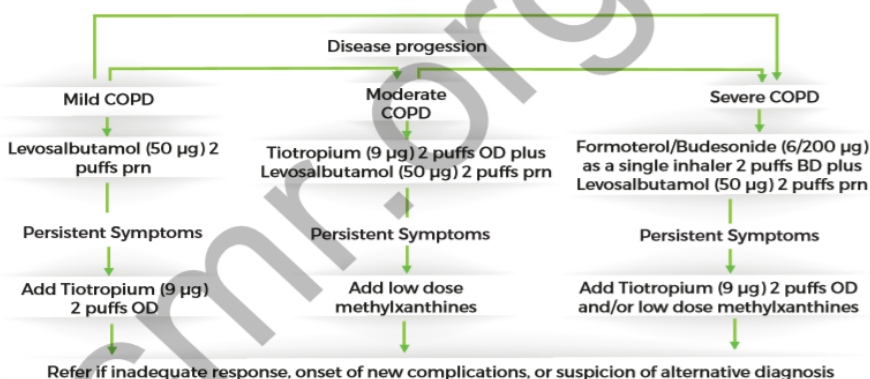 Disease progession
Mild COPD
Moderate
COPD
Severe COPD
Levosalbutamol (50 µg) 2
puffs prn
Tiotropium (9 µg) 2 puffs OD plus
Levosalbutamol (50 µg) 2 puffs prn
Formoterol/Budesonide (6/200 µg)
as a single inhaler 2 puffs BD plus
Levosalbutamol (50 µg) 2 puffs prn
Persistent Symptoms
Persistent Symptoms
Persistent Symptoms
Add Tiotropium (9 µg)
2 puffs OD
Add low dose
methylxanthines
Add Tiotropium (9 µg) 2 puffs OD
and/or low dose methylxanthines
Refer if inadequate response, onset of new complications, or suspicion of alternative diagnosis
cmr.org